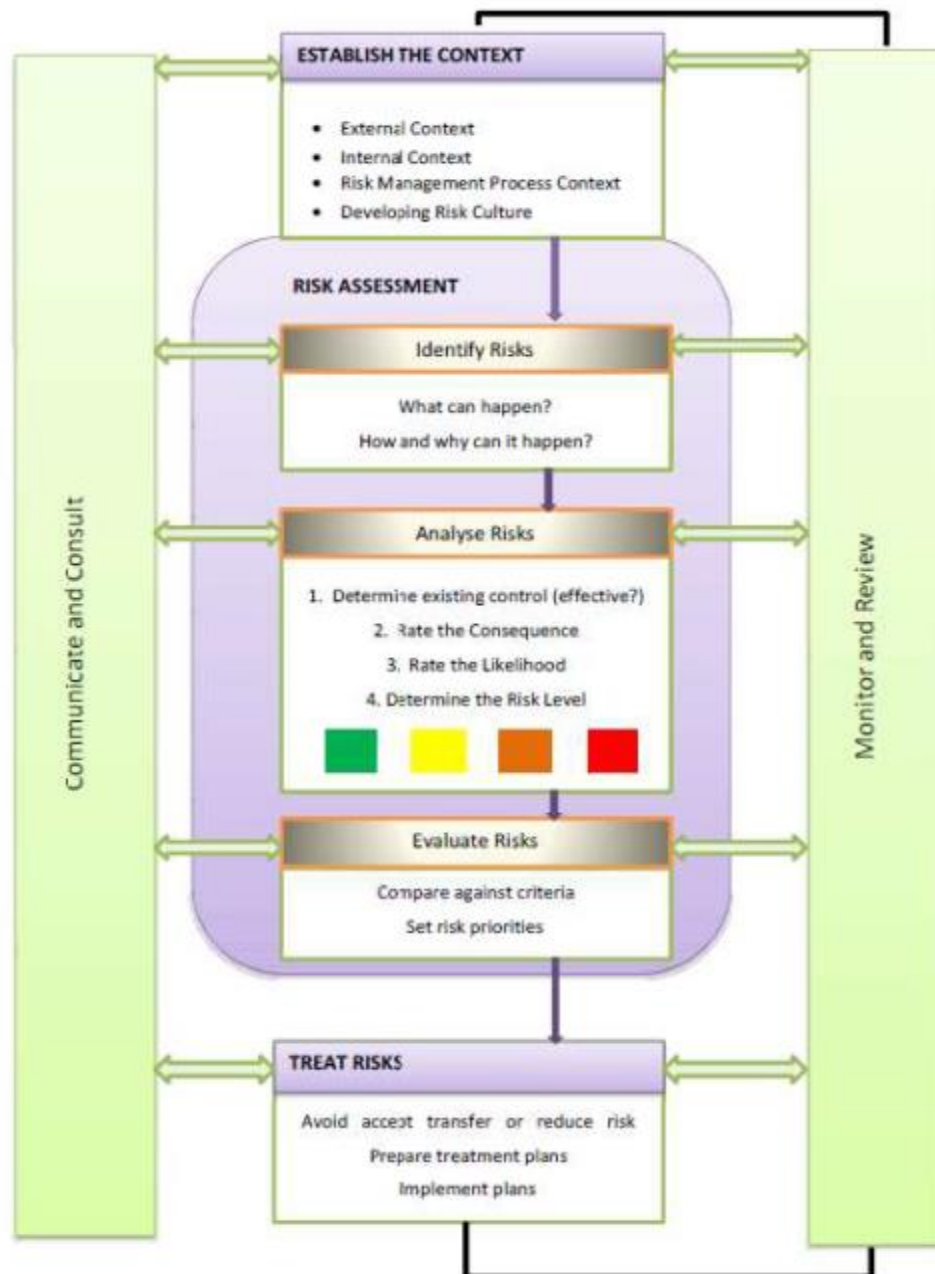 ESTABLISH THE CONTEXT
• External Context
• Internal Context
• Risk Management Process Context
• Developing Risk Culture
RISK ASSESSMENT
Identify Risks
What can happen?
How and why can it happen?
Analyse Risks
1. Determine existing control (effective?)
2. Rate the Consequence
3. Rate the Likelihood
4. Determine the Risk Level
Evaluate Risks
Compare against criteria
Set risk priorities
TREAT RISKS
Avoid accept transfer or reduce risk
Prepare treatment plans
Implement plans
Communicate and Consult
Monitor and Review